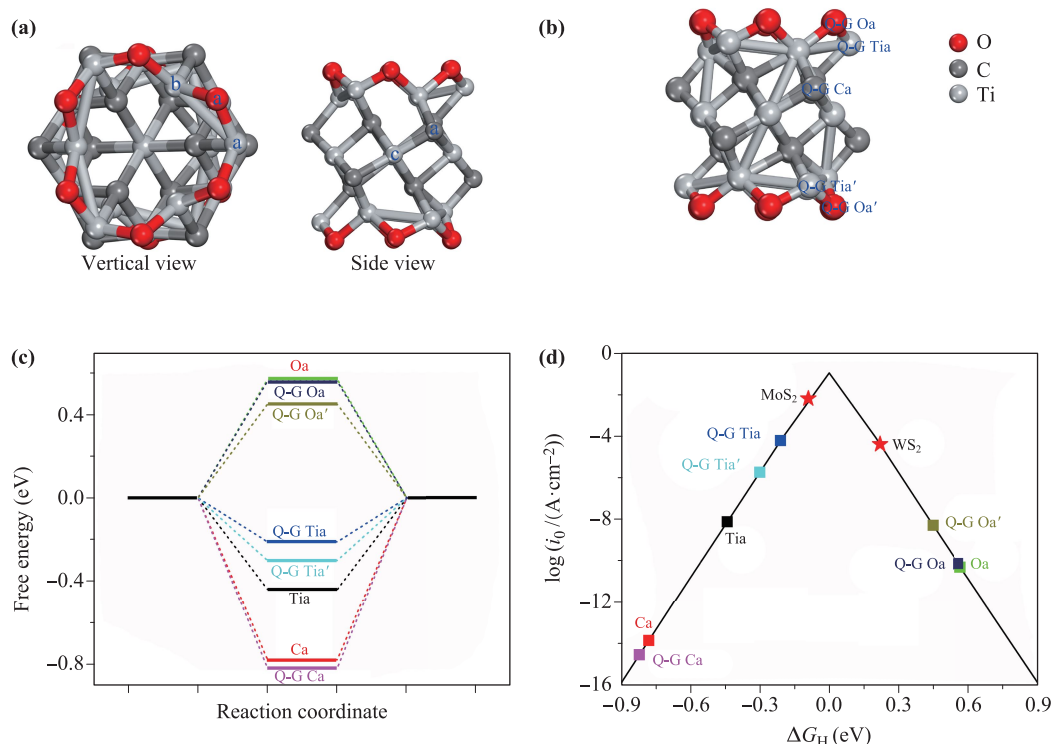 (a)
b
a
a
Vertical view
a
c
Side view
(b)
Q-G Oa
Q-G Tia
Q-G Ca
Q-G Tia′
Q-G Oa′
O
C
Ti
(c)
Free energy (eV)
0.4
0.0
−0.4
−0.8
Oa
Q-G Oa
Q-G Oa′
Q-G Tia
Q-G Tia′
Tia
Ca
Q-G Ca
Reaction coordinate
(d)
log (i₀ /(A·cm⁻²))
0
−4
−8
−12
−16
MoS₂
Q-G Tia
WS₂
Q-G Tia′
Tia
Q-G Oa′
Q-G Oa
Oa
Ca
Q-G Ca
−0.9 −0.6 −0.3 0.0 0.3 0.6 0.9
ΔG_H (eV)